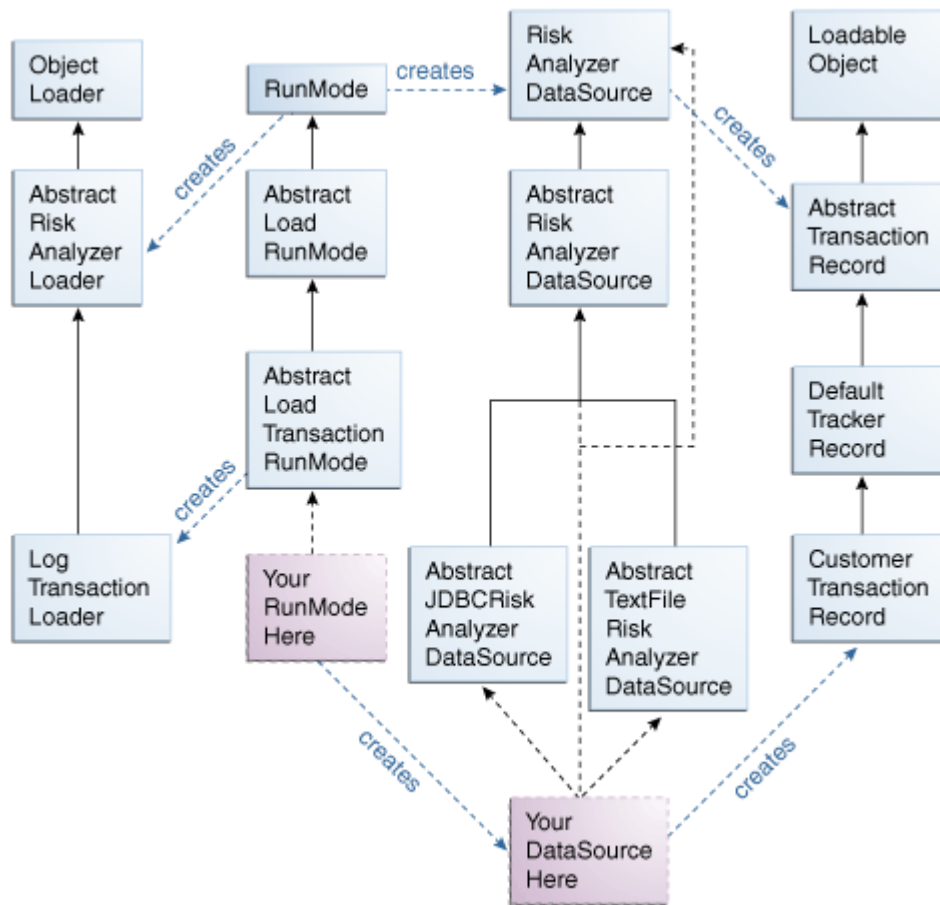 Object
Loader
RunMode
creates
Risk
Analyzer
DataSource
Loadable
Object
creates
creates
Abstract
Risk
Analyzer
Loader
Abstract
Load
RunMode
Abstract
Risk
Analyzer
DataSource
Abstract
Transaction
Record
Abstract
Load
Transaction
RunMode
Default
Tracker
Record
creates
Log
Transaction
Loader
Your
RunMode
Here
Abstract
JDBCRisk
Analyzer
DataSource
Abstract
TextFile
Risk
Analyzer
DataSource
Customer
Transaction
Record
creates
creates
Your
DataSource
Here